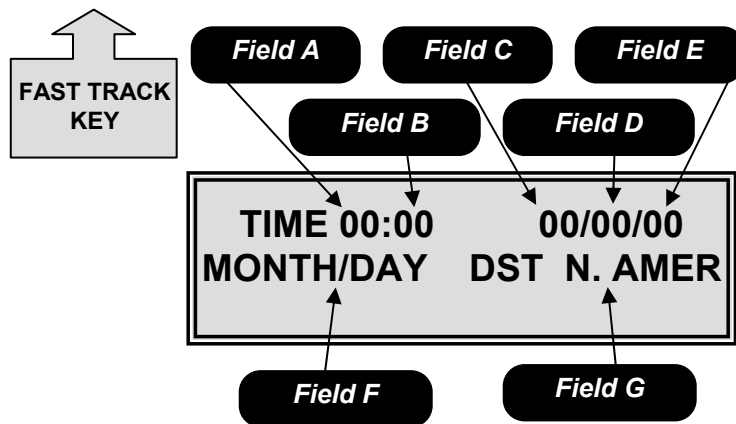 Field A
Field C
Field E
FAST TRACK
KEY
Field B
Field D
TIME 00:00 00/00/00
MONTH/DAY DST N. AMER
Field F
Field G